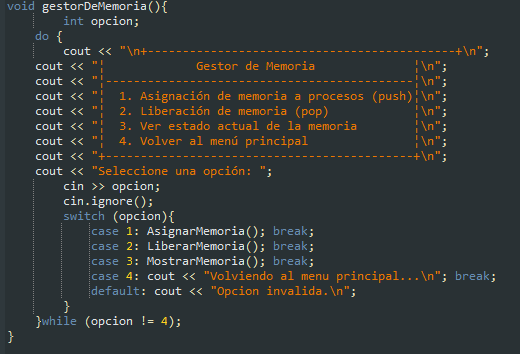 void gestorDeMemoria(){
        int opcion;
    do {
        cout << "\n+-----------------------------------------+\n";
    cout << "¦            Gestor de Memoria             ¦\n";
    cout << "¦-----------------------------------------¦\n";
    cout << "¦  1. Asignación de memoria a procesos (push)¦\n";
    cout << "¦  2. Liberación de memoria (pop)           ¦\n";
    cout << "¦  3. Ver estado actual de la memoria       ¦\n";
    cout << "¦  4. Volver al menú principal              ¦\n";
    cout << "+-----------------------------------------+\n";
    cout << "Seleccione una opción: ";
        cin >> opcion;
        cin.ignore();
        switch (opcion){
            case 1: AsignarMemoria(); break;
            case 2: LiberarMemoria(); break;
            case 3: MostrarMemoria(); break;
            case 4: cout << "Volviendo al menu principal...\n"; break;
            default: cout << "Opcion invalida.\n";
        }
    }while (opcion != 4);
}